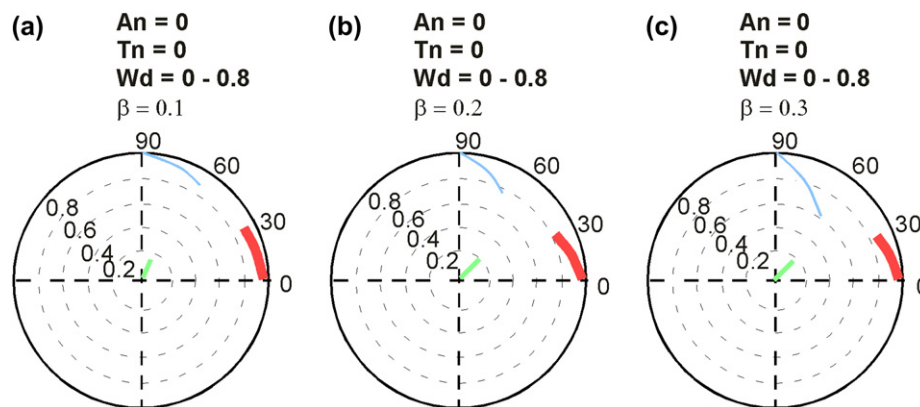 (a)
An = 0
Tn = 0
Wd = 0 - 0.8
β = 0.1
90
60
30
0
0.8
0.6
0.4
0.2
(b)
An = 0
Tn = 0
Wd = 0 - 0.8
β = 0.2
90
60
30
0
0.8
0.6
0.4
0.2
(c)
An = 0
Tn = 0
Wd = 0 - 0.8
β = 0.3
90
60
30
0
0.8
0.6
0.4
0.2